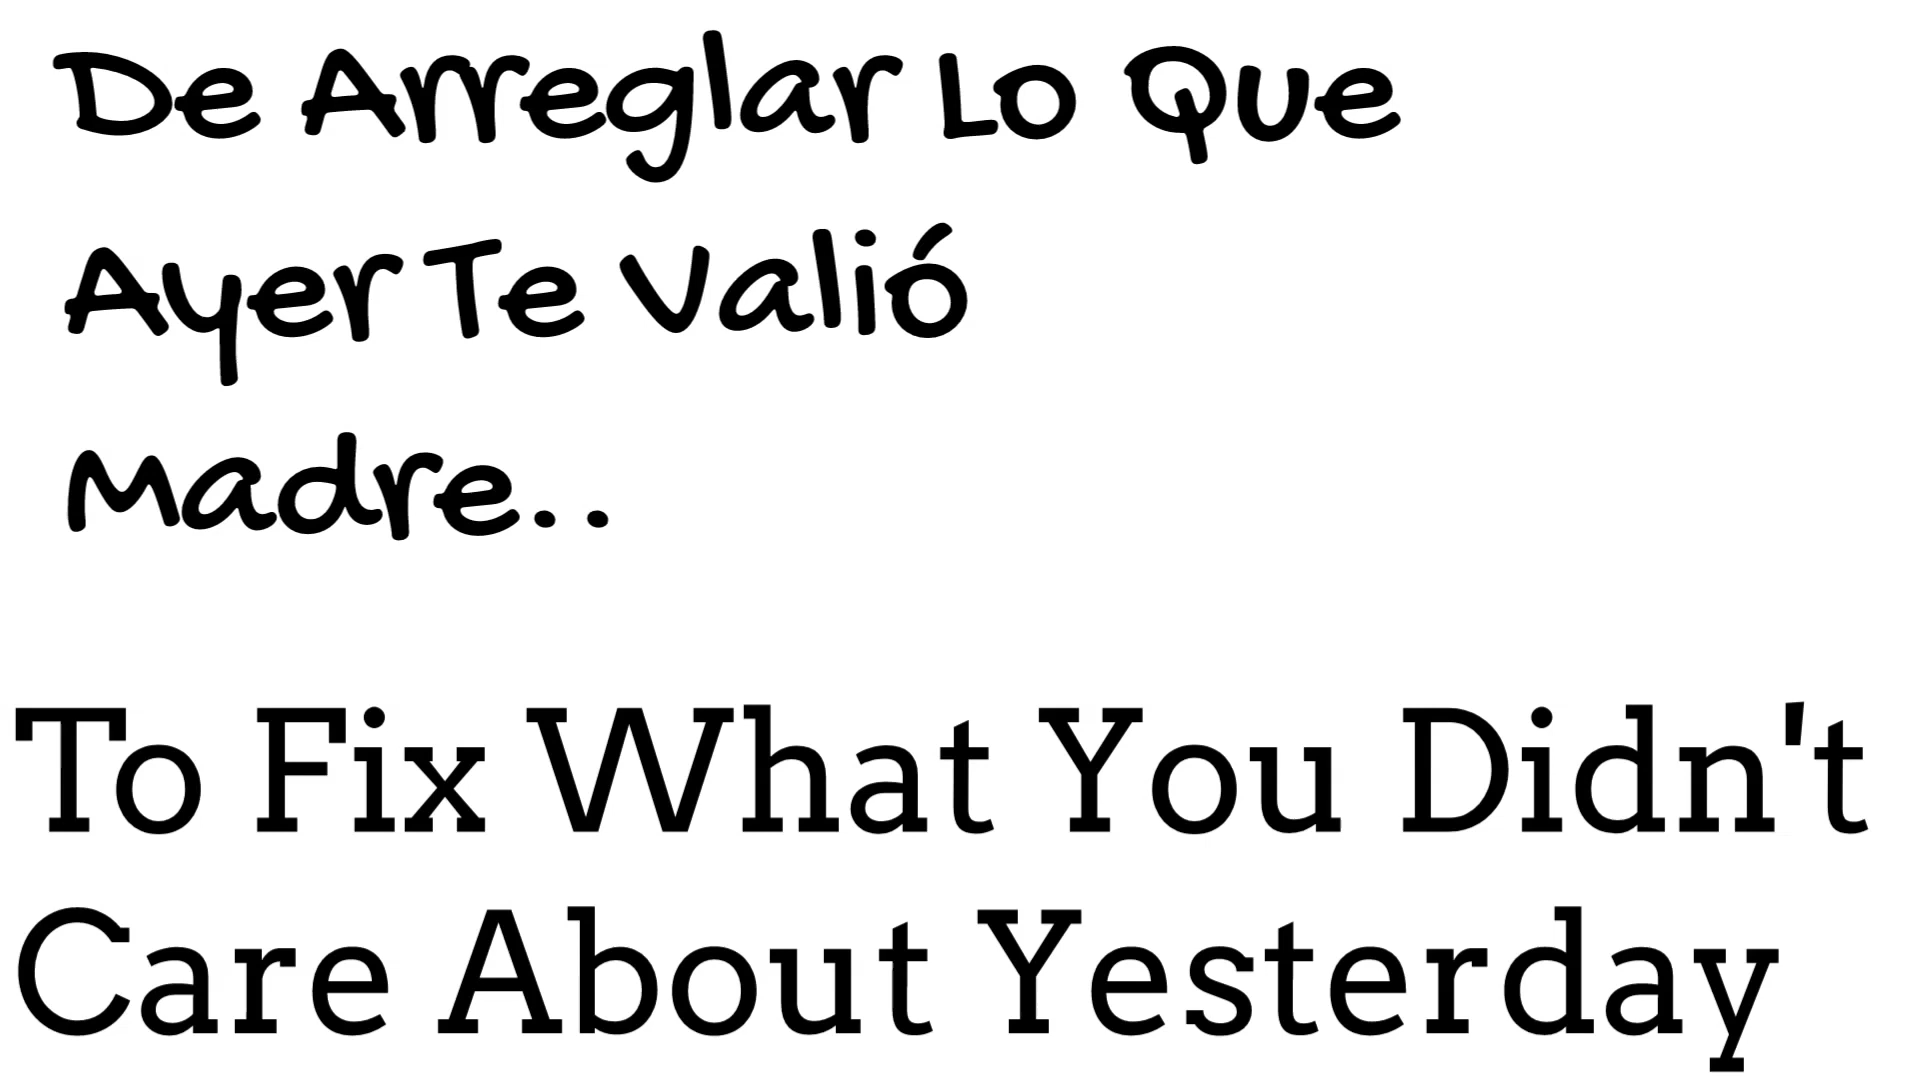 De Arreglar Lo Que
Ayer Te Valió
Madre..
To Fix What You Didn't
Care About Yesterday